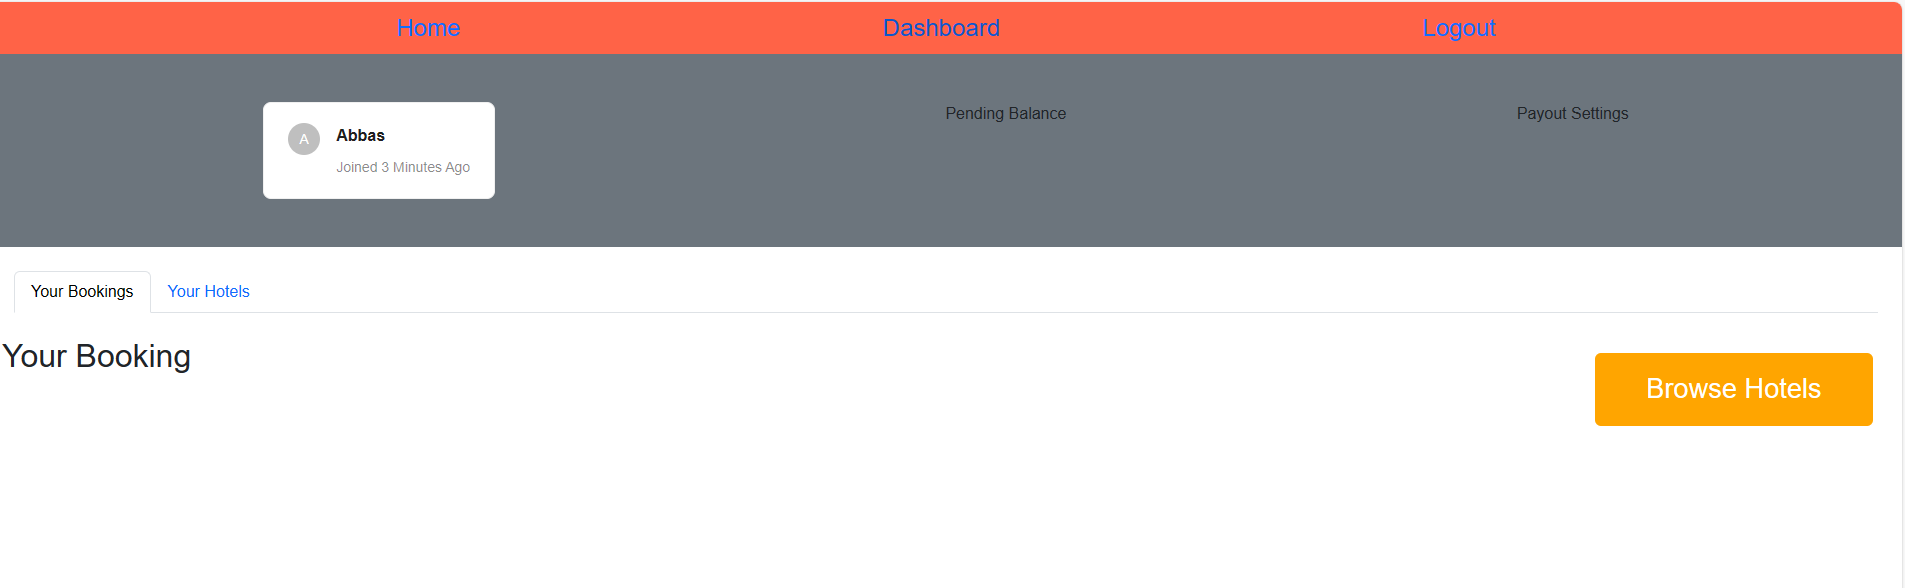 Home Dashboard Logout
A Abbas
Joined 3 Minutes Ago
Pending Balance
Payout Settings
Your Bookings Your Hotels
Your Booking
Browse Hotels